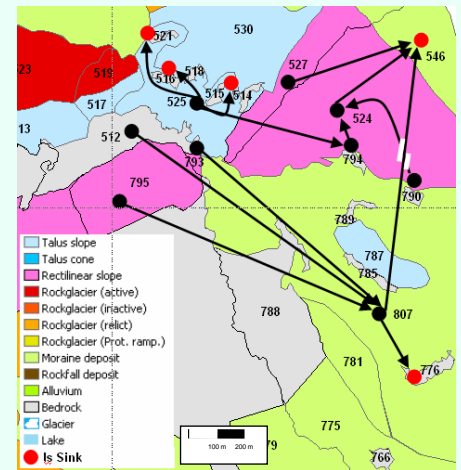 521
530
527
546
523
519
516
518
515
514
517
525
524
513
512
793
794
795
790
789
787
785
807
788
781
776
775
779
766
Talus slope
Talus cone
Rectilinear slope
Rockglacier (active)
Rockglacier (iriactive)
Rockglacier (relict)
Rockglacier (Prot. ramp.)
Moraine deposit
Rockfall deposit
Alluvium
Bedrock
Glacier
Lake
Is Sink
100 m 200 m